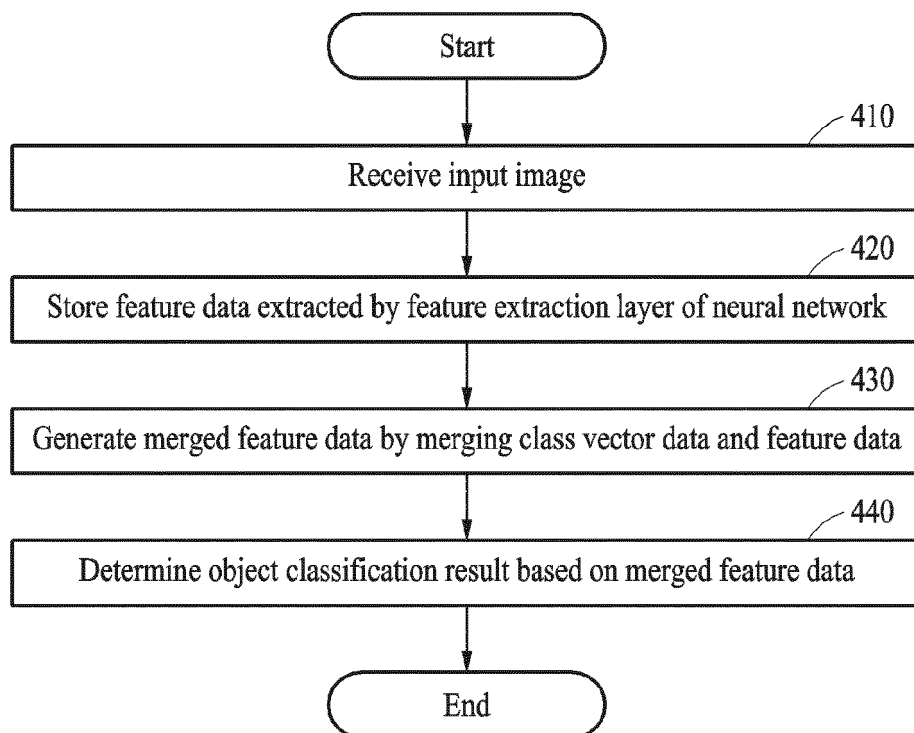 Start
410
Receive input image
420
Store feature data extracted by feature extraction layer of neural network
430
Generate merged feature data by merging class vector data and feature data
440
Determine object classification result based on merged feature data
End